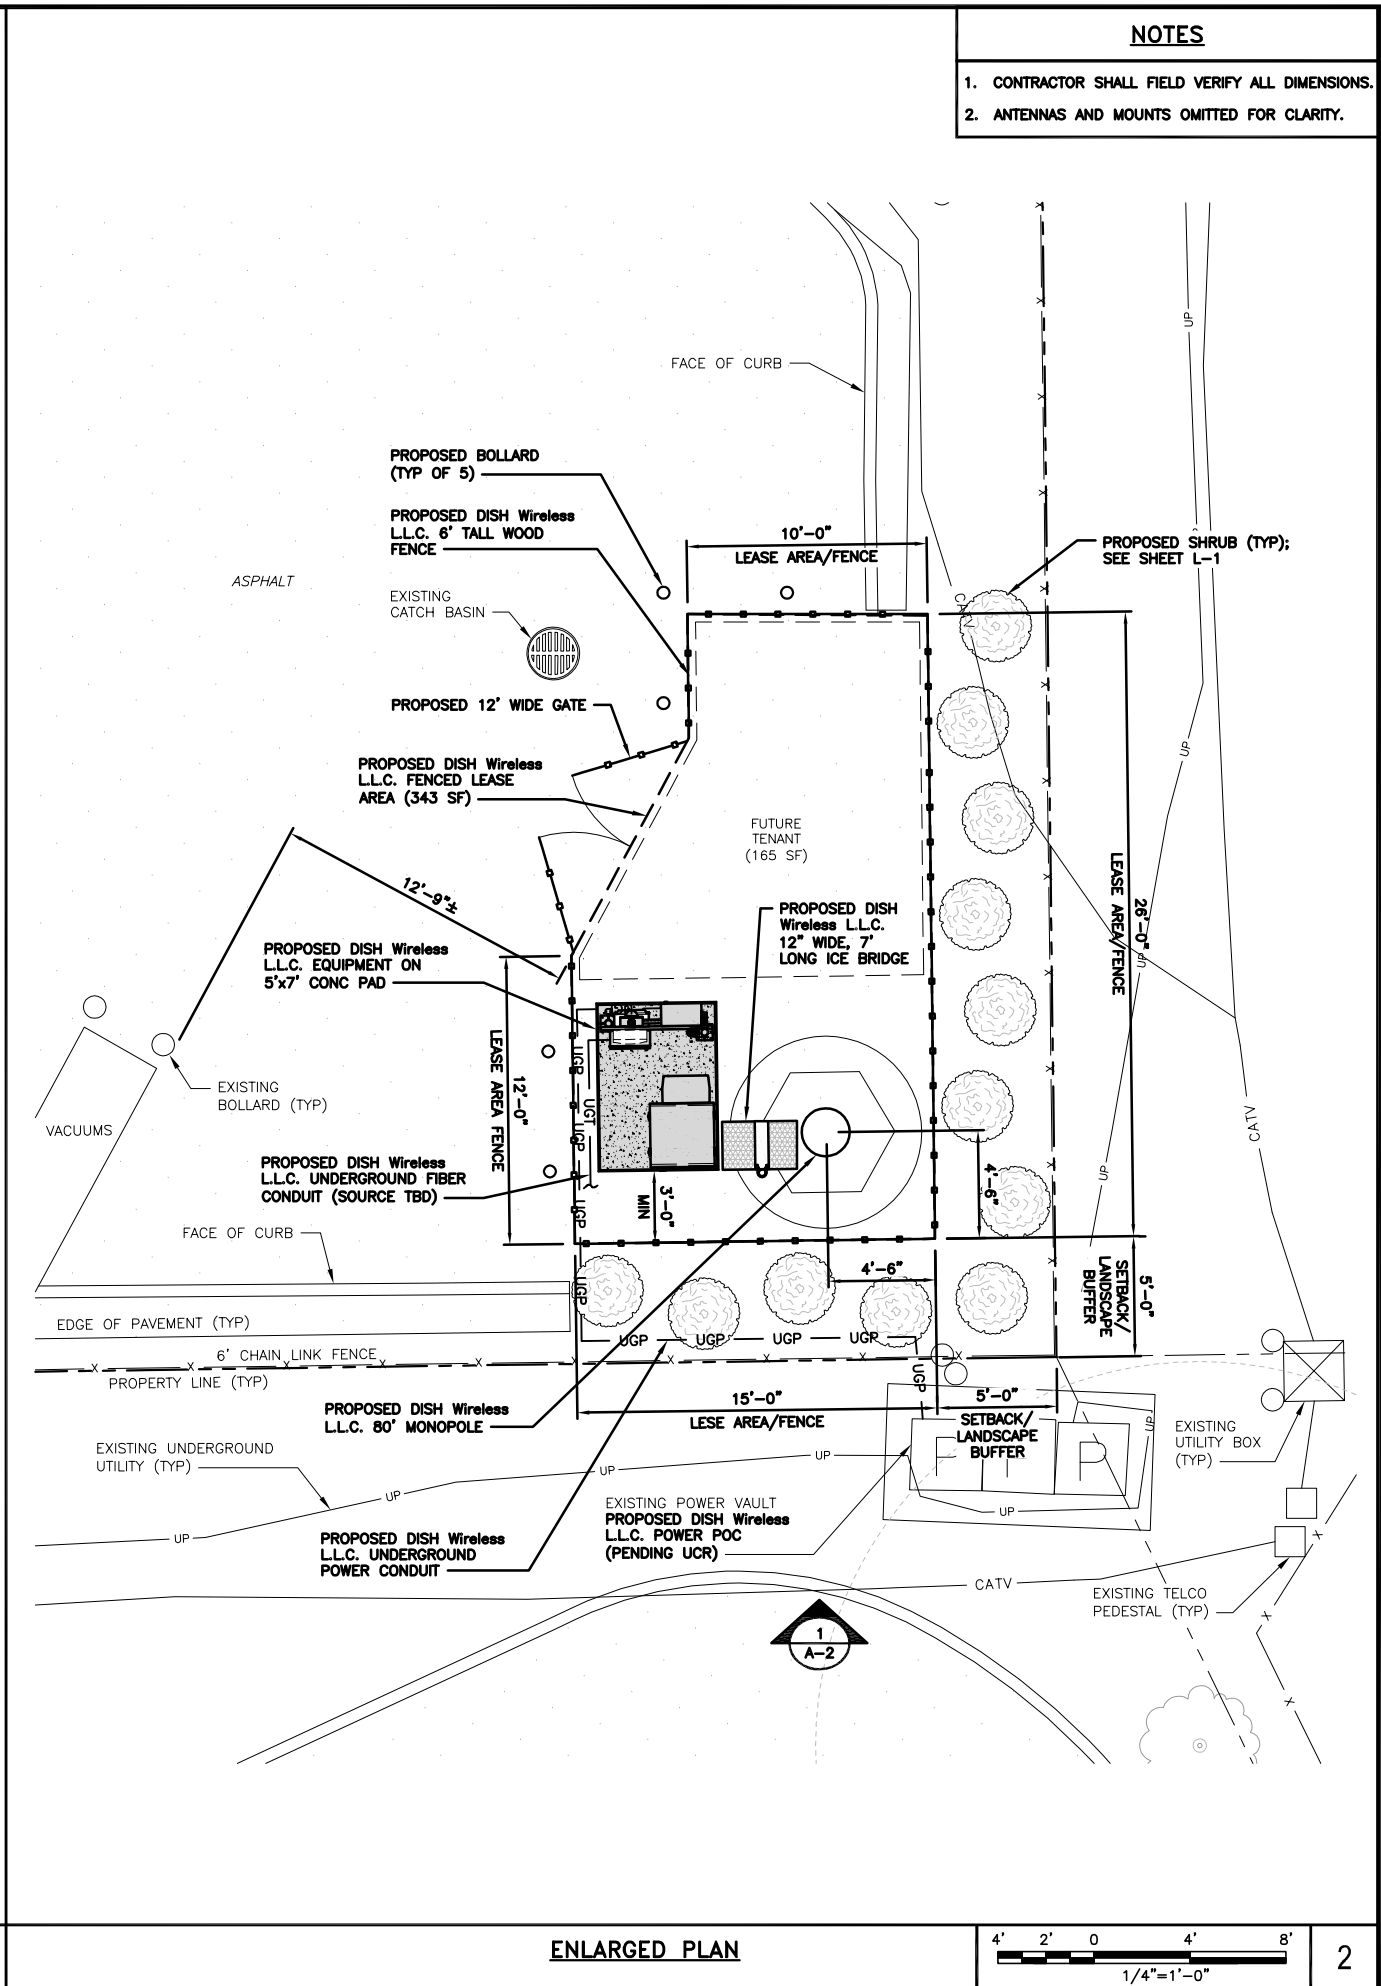 NOTES
1. CONTRACTOR SHALL FIELD VERIFY ALL DIMENSIONS.
2. ANTENNAS AND MOUNTS OMITTED FOR CLARITY.
UP
FACE OF CURB
PROPOSED BOLLARD
(TYP OF 5)
PROPOSED DISH Wireless
L.L.C. 6' TALL WOOD
FENCE
10'-0"
LEASE AREA/FENCE
PROPOSED SHRUB (TYP);
SEE SHEET L-1
ASPHALT
EXISTING
CATCH BASIN
CATV
PROPOSED 12' WIDE GATE
PROPOSED DISH Wireless
L.L.C. FENCED LEASE
AREA (343 SF)
UP
FUTURE
TENANT
(165 SF)
12'-9"±
26'-0"
LEASE AREA/FENCE
PROPOSED DISH
Wireless L.L.C.
12" WIDE, 7'
LONG ICE BRIDGE
PROPOSED DISH Wireless
L.L.C. EQUIPMENT ON
5'x7' CONC PAD
UP
12'-0"
LEASE AREA FENCE
UGP
UGT
UGP
EXISTING
BOLLARD (TYP)
VACUUMS
CATV
PROPOSED DISH Wireless
L.L.C. UNDERGROUND FIBER
CONDUIT (SOURCE TBD)
3'-0"
MIN
4'-6"
UP
UGP
FACE OF CURB
4'-6"
5'-0"
SETBACK/
LANDSCAPE
BUFFER
UGP
EDGE OF PAVEMENT (TYP)
UGP
UGP
UGP
UGP
6' CHAIN LINK FENCE
PROPERTY LINE (TYP)
UGP
15'-0"
LESE AREA/FENCE
5'-0"
SETBACK/
LANDSCAPE
BUFFER
PROPOSED DISH Wireless
L.L.C. 80' MONOPOLE
P
UP
EXISTING
UTILITY BOX
(TYP)
EXISTING UNDERGROUND
UTILITY (TYP)
UP
UP
UP
UP
UP
EXISTING POWER VAULT
PROPOSED DISH Wireless
L.L.C. POWER POC
(PENDING UCR)
PROPOSED DISH Wireless
L.L.C. UNDERGROUND
POWER CONDUIT
CATV
EXISTING TELCO
PEDESTAL (TYP)
1
A-2
ENLARGED PLAN
4' 2' 0 4' 8'
1/4"=1'-0"
2